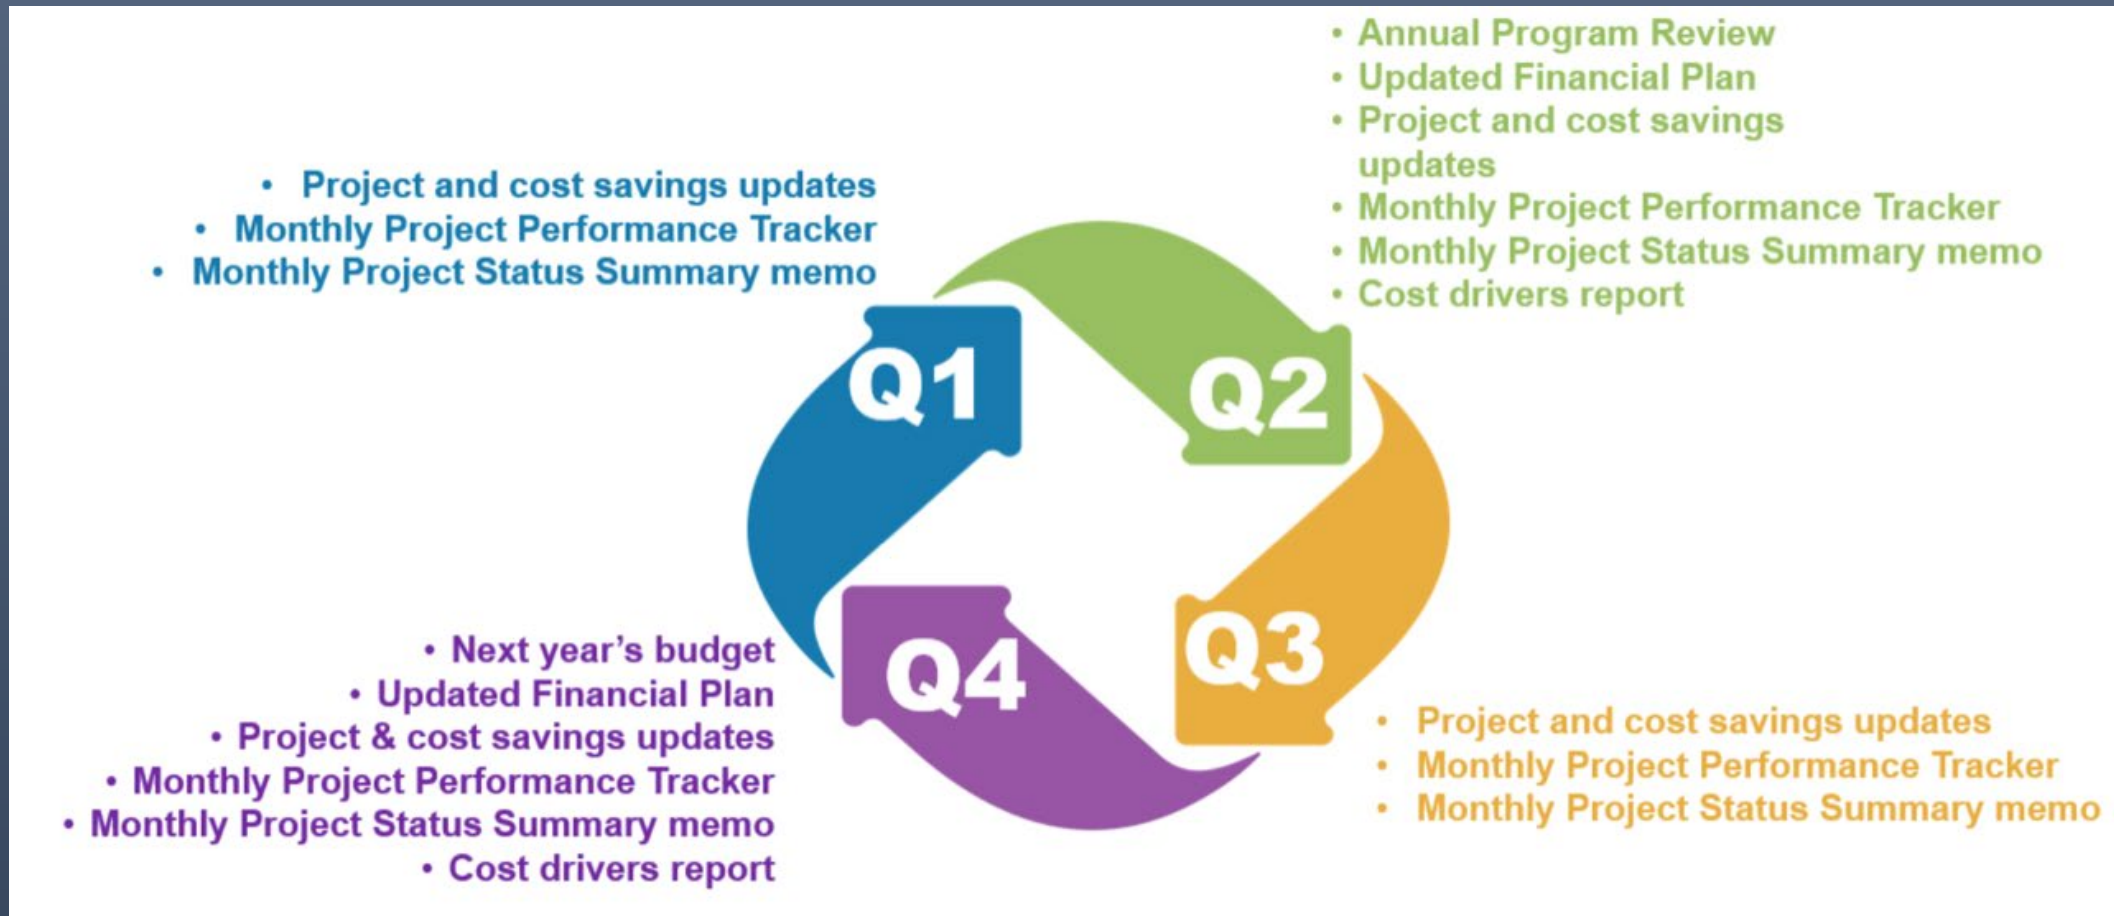 • Project and cost savings updates
• Monthly Project Performance Tracker
• Monthly Project Status Summary memo
• Annual Program Review
• Updated Financial Plan
• Project and cost savings
updates
• Monthly Project Performance Tracker
• Monthly Project Status Summary memo
• Cost drivers report
Q1
Q2
Q4
Q3
• Next year’s budget
• Updated Financial Plan
• Project & cost savings updates
• Monthly Project Performance Tracker
• Monthly Project Status Summary memo
• Cost drivers report
• Project and cost savings updates
• Monthly Project Performance Tracker
• Monthly Project Status Summary memo